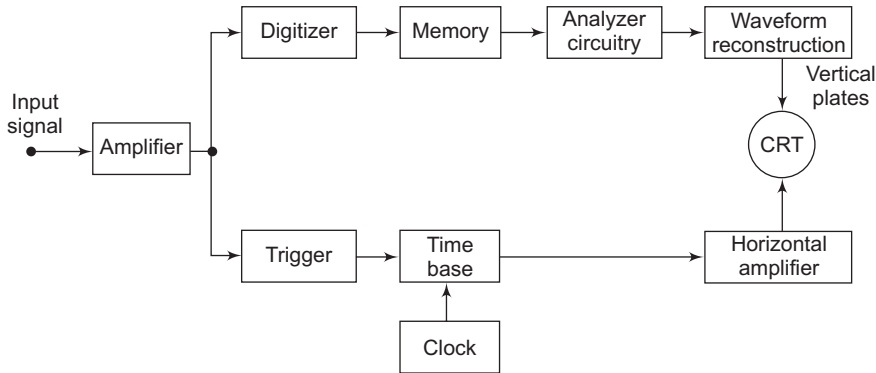 Input
signal
Amplifier
Digitizer
Memory
Analyzer
circuitry
Waveform
reconstruction
Vertical
plates
CRT
Trigger
Time
base
Horizontal
amplifier
Clock